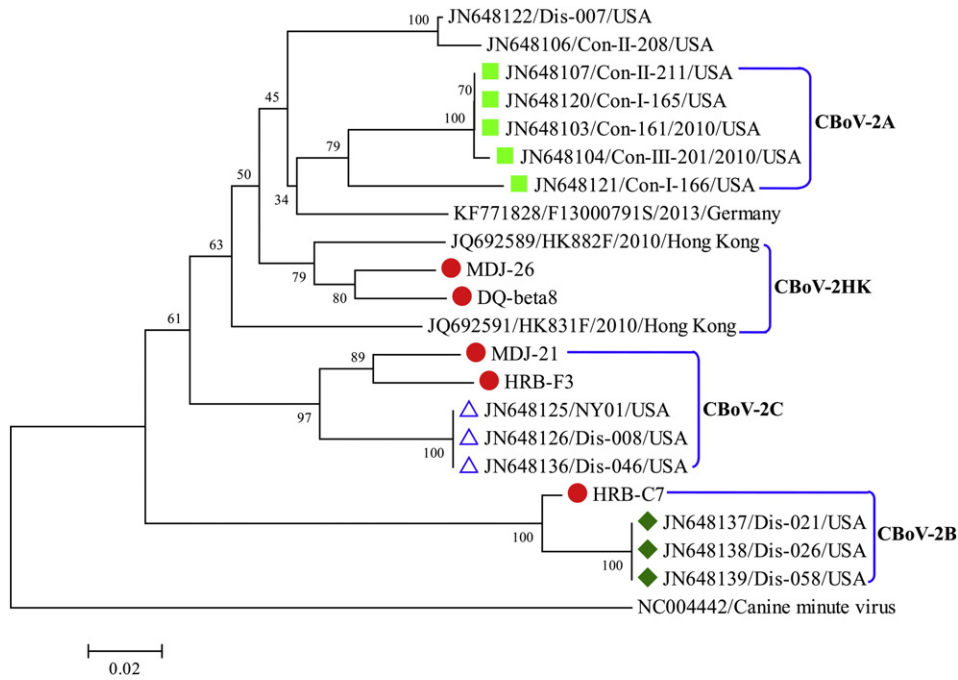 JN648122/Dis-007/USA
100
JN648106/Con-II-208/USA
JN648107/Con-II-211/USA
70
45
JN648120/Con-I-165/USA
100
JN648103/Con-161/2010/USA
CBoV-2A
79
JN648104/Con-III-201/2010/USA
50
JN648121/Con-I-166/USA
34
KF771828/F13000791S/2013/Germany
63
JQ692589/HK882F/2010/Hong Kong
79
MDJ-26
80
DQ-beta8
CBoV-2HK
61
JQ692591/HK831F/2010/Hong Kong
89
MDJ-21
HRB-F3
97
JN648125/NY01/USA
CBoV-2C
JN648126/Dis-008/USA
100
JN648136/Dis-046/USA
HRB-C7
100
JN648137/Dis-021/USA
CBoV-2B
JN648138/Dis-026/USA
100
JN648139/Dis-058/USA
NC004442/Canine minute virus
0.02